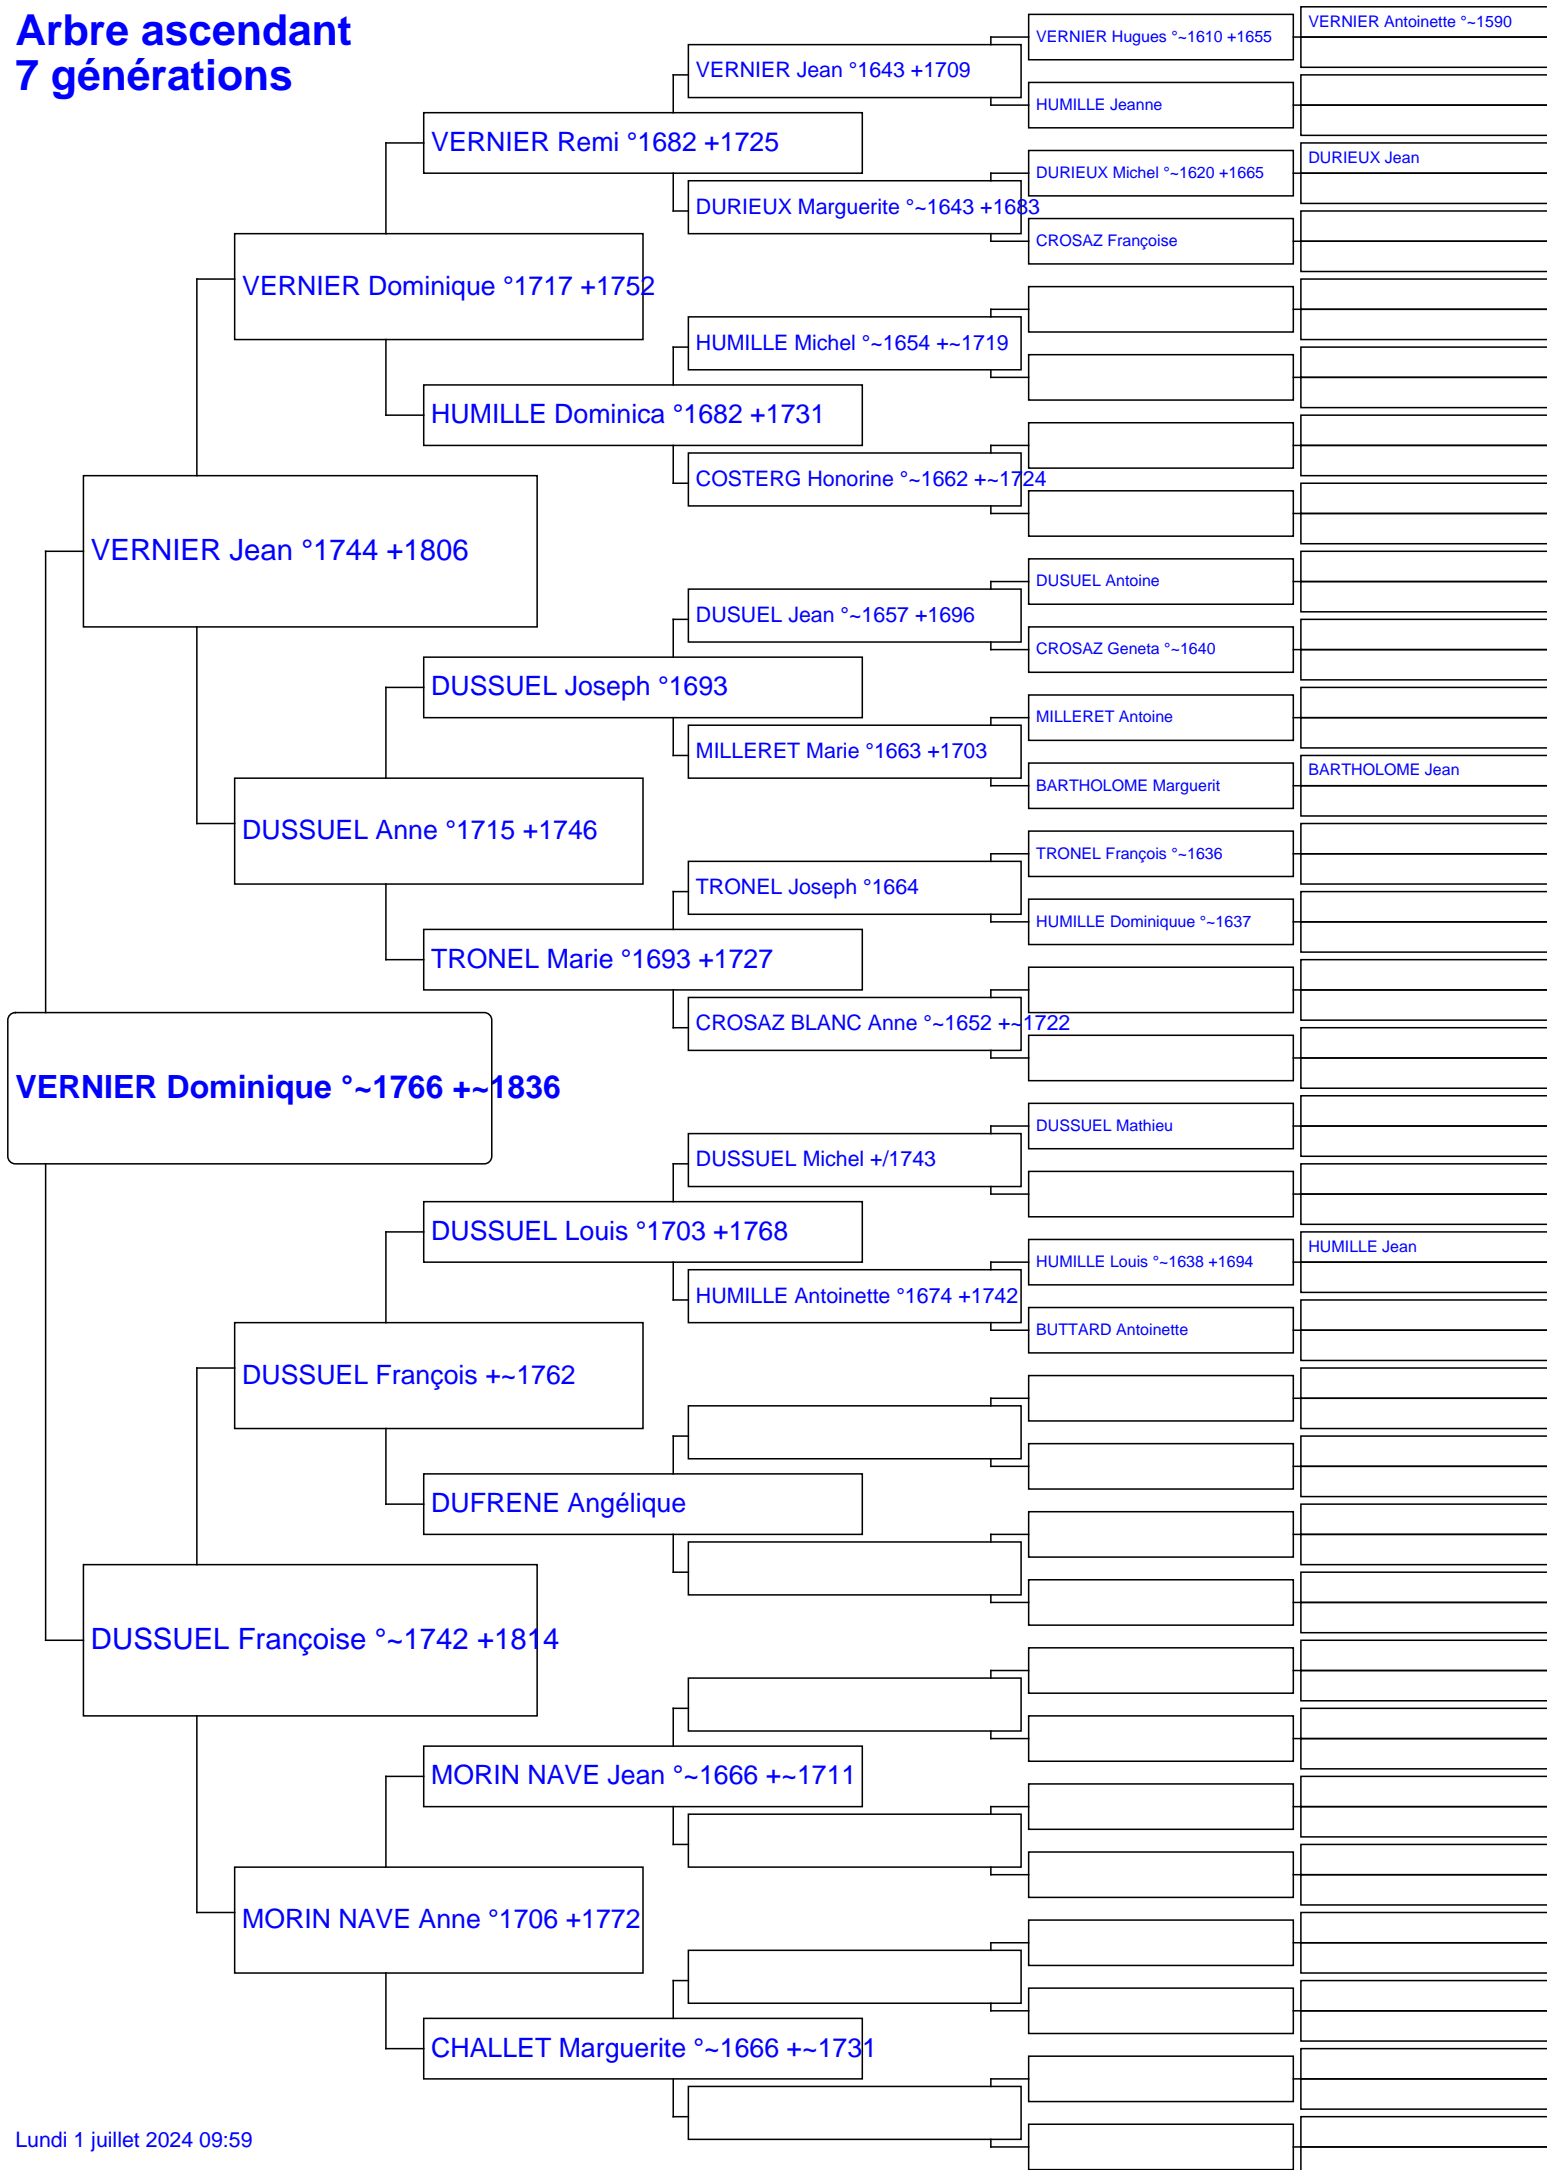 Arbre ascendant
7 générations
VERNIER Antoinette °~1590
VERNIER Hugues °~1610 +1655
VERNIER Jean °1643 +1709
HUMILLE Jeanne
VERNIER Remi °1682 +1725
DURIEUX Jean
DURIEUX Michel °~1620 +1665
DURIEUX Marguerite °~1643 +1683
CROSAZ Françoise
VERNIER Dominique °1717 +1752
HUMILLE Michel °~1654 +~1719
HUMILLE Dominica °1682 +1731
COSTERG Honorine °~1662 +~1724
VERNIER Jean °1744 +1806
DUSUEL Antoine
DUSUEL Jean °~1657 +1696
CROSAZ Geneta °~1640
DUSSUEL Joseph °1693
MILLERET Antoine
MILLERET Marie °1663 +1703
BARTHOLOME Jean
BARTHOLOME Marguerit
DUSSUEL Anne °1715 +1746
TRONEL François °~1636
TRONEL Joseph °1664
HUMILLE Dominiquue °~1637
TRONEL Marie °1693 +1727
CROSAZ BLANC Anne °~1652 +~1722
VERNIER Dominique °~1766 +~1836
DUSSUEL Mathieu
DUSSUEL Michel +/1743
DUSSUEL Louis °1703 +1768
HUMILLE Jean
HUMILLE Louis °~1638 +1694
HUMILLE Antoinette °1674 +1742
BUTTARD Antoinette
DUSSUEL François +~1762
DUFRENE Angélique
DUSSUEL Françoise °~1742 +1814
MORIN NAVE Jean °~1666 +~1711
MORIN NAVE Anne °1706 +1772
CHALLET Marguerite °~1666 +~1731
Lundi 1 juillet 2024 09:59